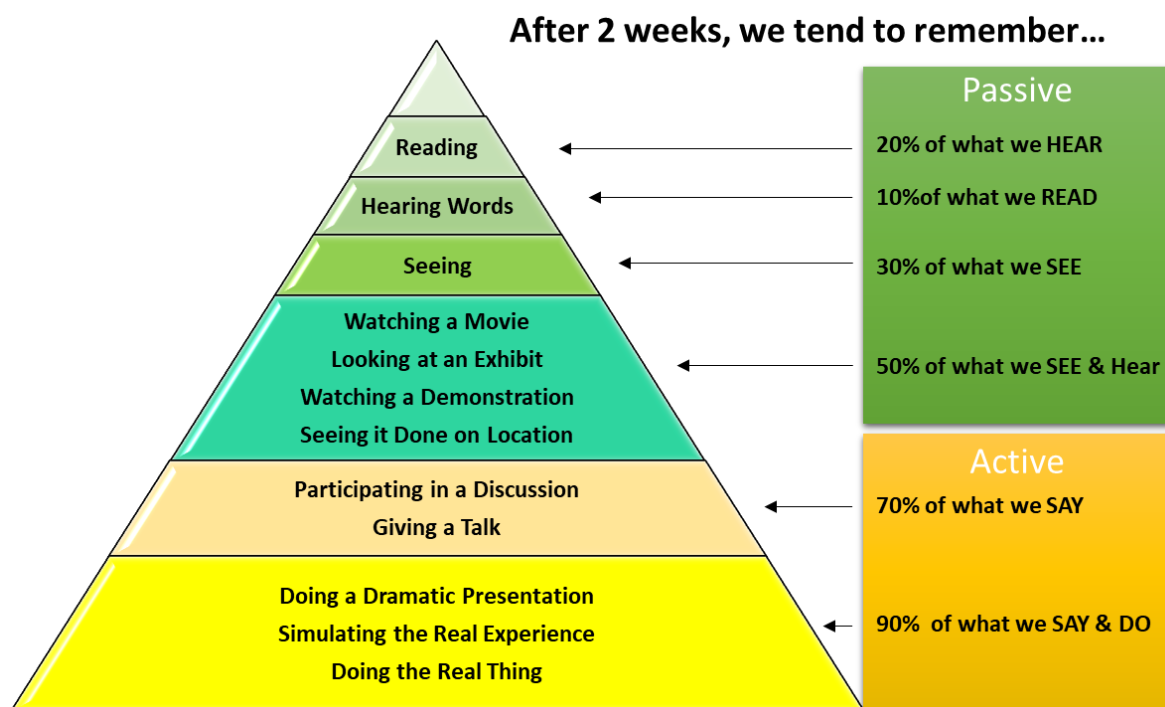 After 2 weeks, we tend to remember...
Passive
Reading
20% of what we HEAR
Hearing Words
10%of what we READ
Seeing
30% of what we SEE
Watching a Movie
Looking at an Exhibit
Watching a Demonstration
Seeing it Done on Location
50% of what we SEE & Hear
Active
Participating in a Discussion
Giving a Talk
70% of what we SAY
Doing a Dramatic Presentation
Simulating the Real Experience
Doing the Real Thing
90% of what we SAY & DO